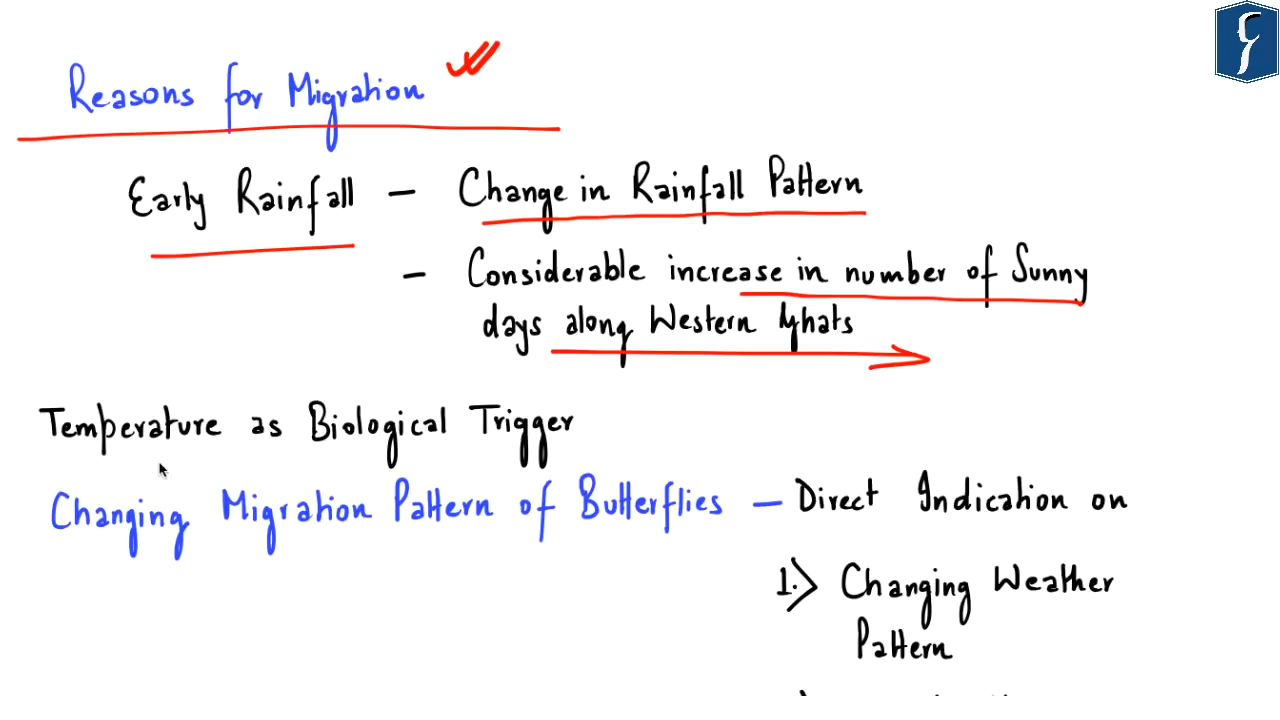 Reasons for Migration
Early Rainfall - Change in Rainfall Pattern
- Considerable increase in number of Sunny
days along Western Ghats
Temperature as Biological Trigger
Changing Migration Pattern of Butterflies - Direct Indication on
1.> Changing Weather
Pattern